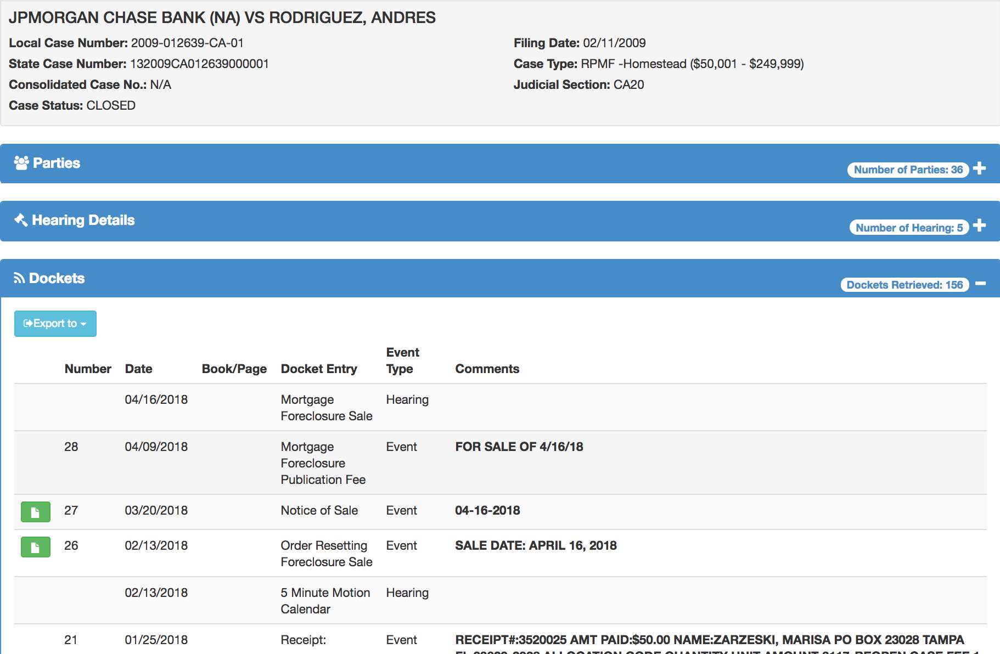 JPMORGAN CHASE BANK (NA) VS RODRIGUEZ, ANDRES
Local Case Number: 2009-012639-CA-01
Filing Date: 02/11/2009
State Case Number: 132009CA012639000001
Case Type: RPMF -Homestead ($50,001 - $249,999)
Consolidated Case No.: N/A
Judicial Section: CA20
Case Status: CLOSED
Parties
Number of Parties: 36
Hearing Details
Number of Hearing: 5
Dockets
Dockets Retrieved: 156
Export to
Number Date Book/Page Docket Entry Event Type Comments
04/16/2018 Mortgage Foreclosure Sale Hearing
28 04/09/2018 Mortgage Foreclosure Publication Fee Event FOR SALE OF 4/16/18
27 03/20/2018 Notice of Sale Event 04-16-2018
26 02/13/2018 Order Resetting Foreclosure Sale Event SALE DATE: APRIL 16, 2018
02/13/2018 5 Minute Motion Calendar Hearing
21 01/25/2018 Receipt: Event RECEIPT#:3520025 AMT PAID:$50.00 NAME:ZARZESKI, MARISA PO BOX 23028 TAMPA